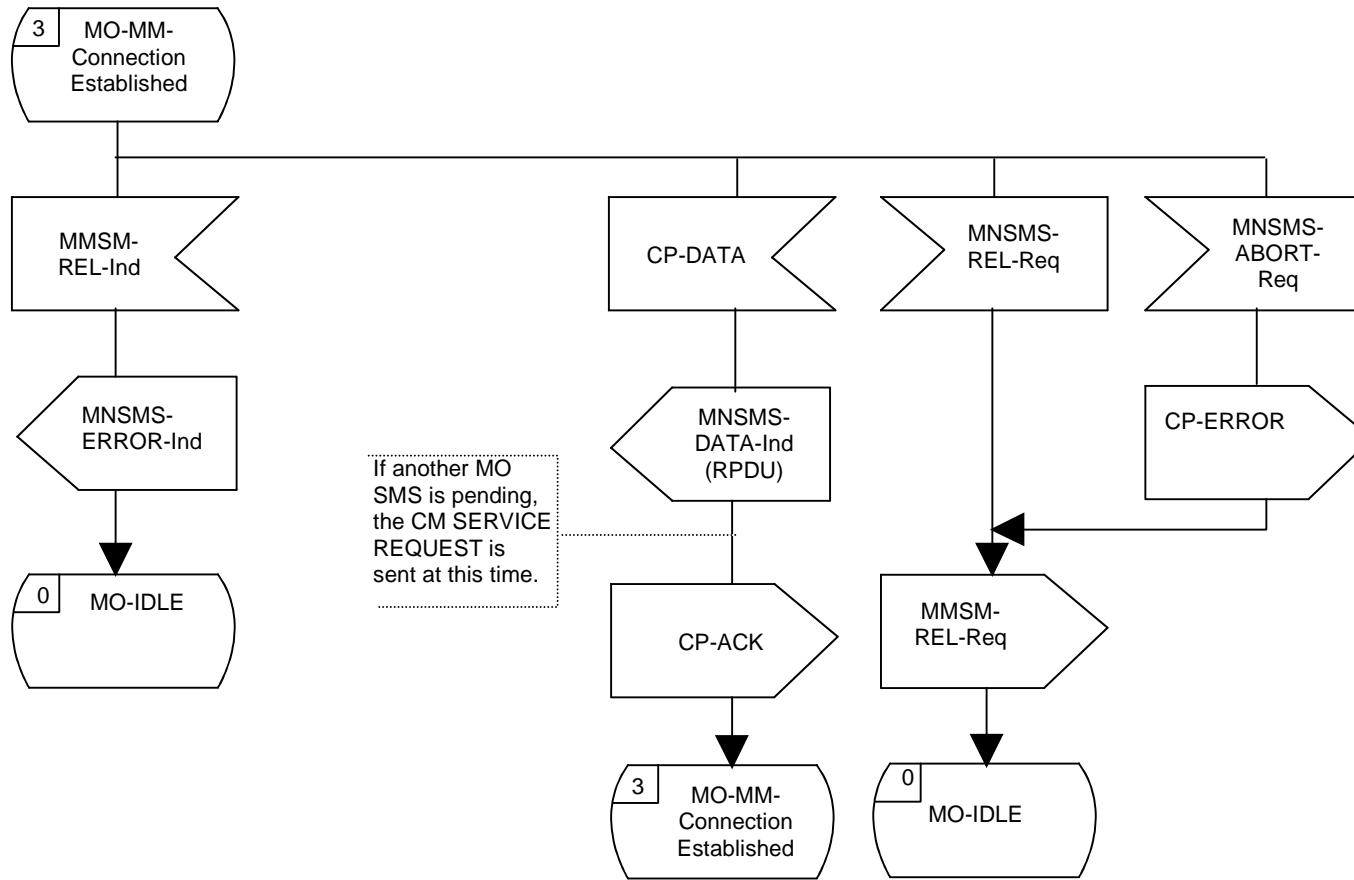 3
MO-MM-
Connection
Established
MMSM-
REL-Ind
CP-DATA
MNSMS-
REL-Req
MNSMS-
ABORT-
Req
MNSMS-
ERROR-Ind
MNSMS-
DATA-Ind
(RPDU)
CP-ERROR
If another MO
SMS is pending,
the CM SERVICE
REQUEST is
sent at this time.
0
MO-IDLE
CP-ACK
MMSM-
REL-Req
3
MO-MM-
Connection
Established
0
MO-IDLE